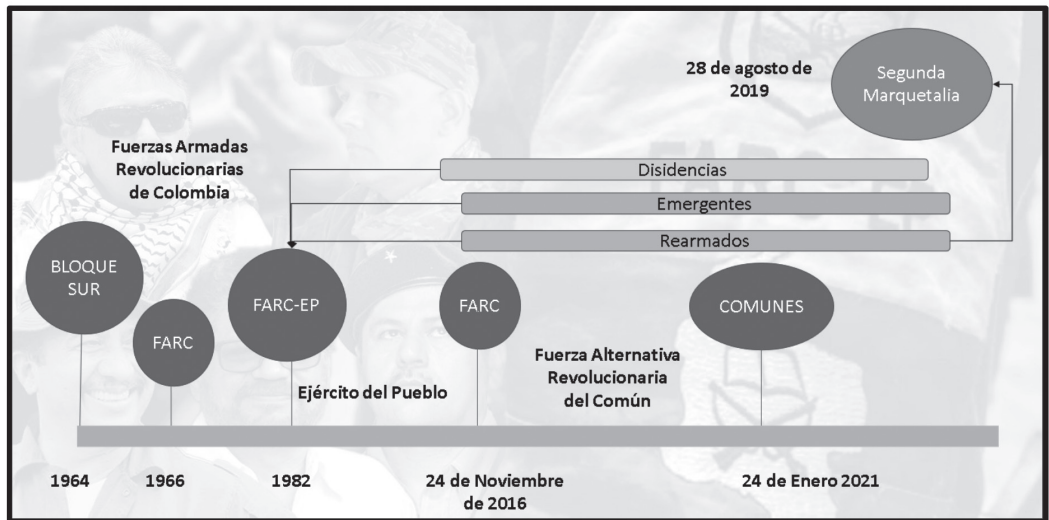 28 de agosto de
2019
Segunda
Marquetalia
Fuerzas Armadas
Revolucionarias
de Colombia
Disidencias
Emergentes
Rearmados
BLOQUE
SUR
FARC
FARC-EP
FARC
COMUNES
Ejército del Pueblo
Fuerza Alternativa
Revolucionaria
del Común
1964
1966
1982
24 de Noviembre
de 2016
24 de Enero 2021